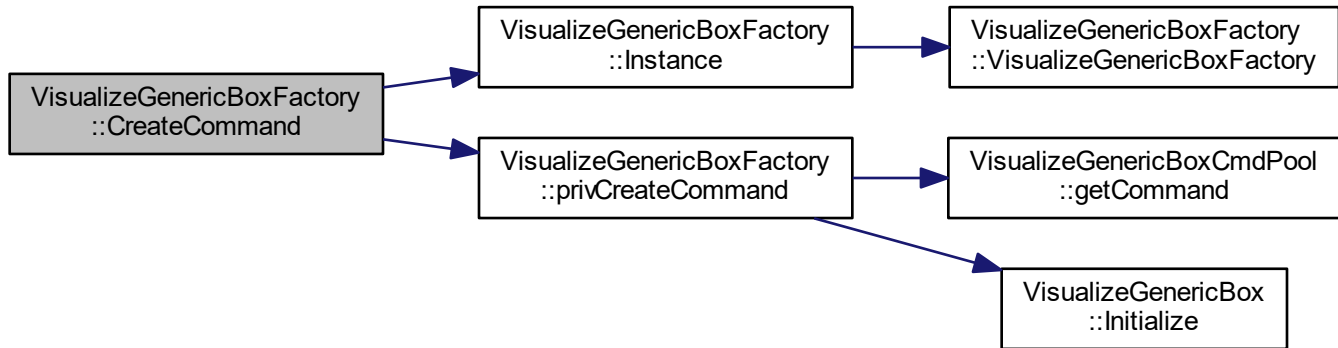 VisualizeGenericBoxFactory
::CreateCommand
VisualizeGenericBoxFactory
::Instance
VisualizeGenericBoxFactory
::VisualizeGenericBoxFactory
VisualizeGenericBoxFactory
::privCreateCommand
VisualizeGenericBoxCmdPool
::getCommand
VisualizeGenericBox
::Initialize